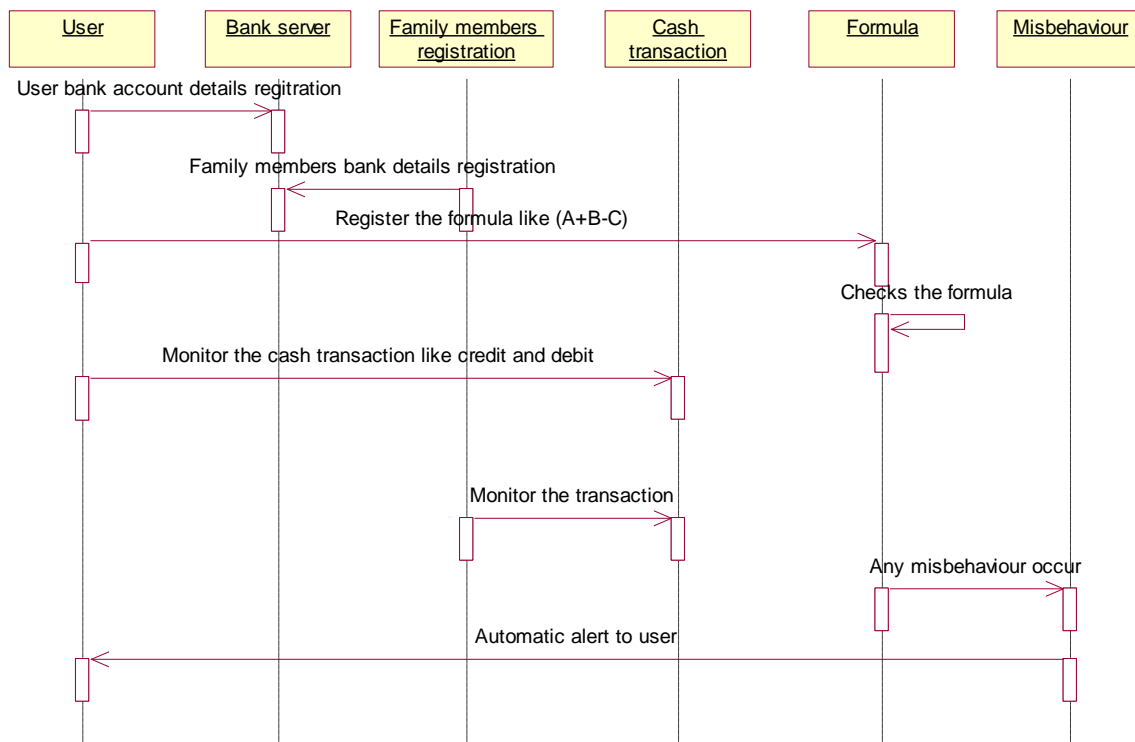 User
Bank server
Family members
registration
Cash
transaction
Formula
Misbehaviour
User bank account details regitration
Family members bank details registration
Register the formula like (A+B-C)
Checks the formula
Monitor the cash transaction like credit and debit
Monitor the transaction
Any misbehaviour occur
Automatic alert to user